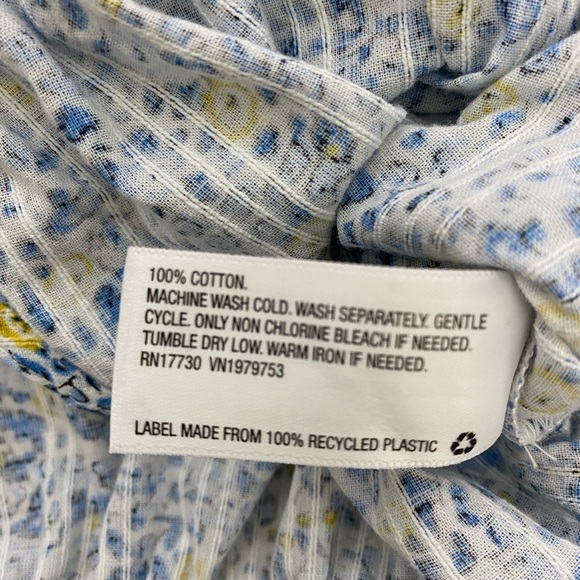 100% COTTON.
MACHINE WASH COLD. WASH SEPARATELY. GENTLE
CYCLE. ONLY NON CHLORINE BLEACH IF NEEDED.
TUMBLE DRY LOW. WARM IRON IF NEEDED.
RN17730 VN1979753
LABEL MADE FROM 100% RECYCLED PLASTIC